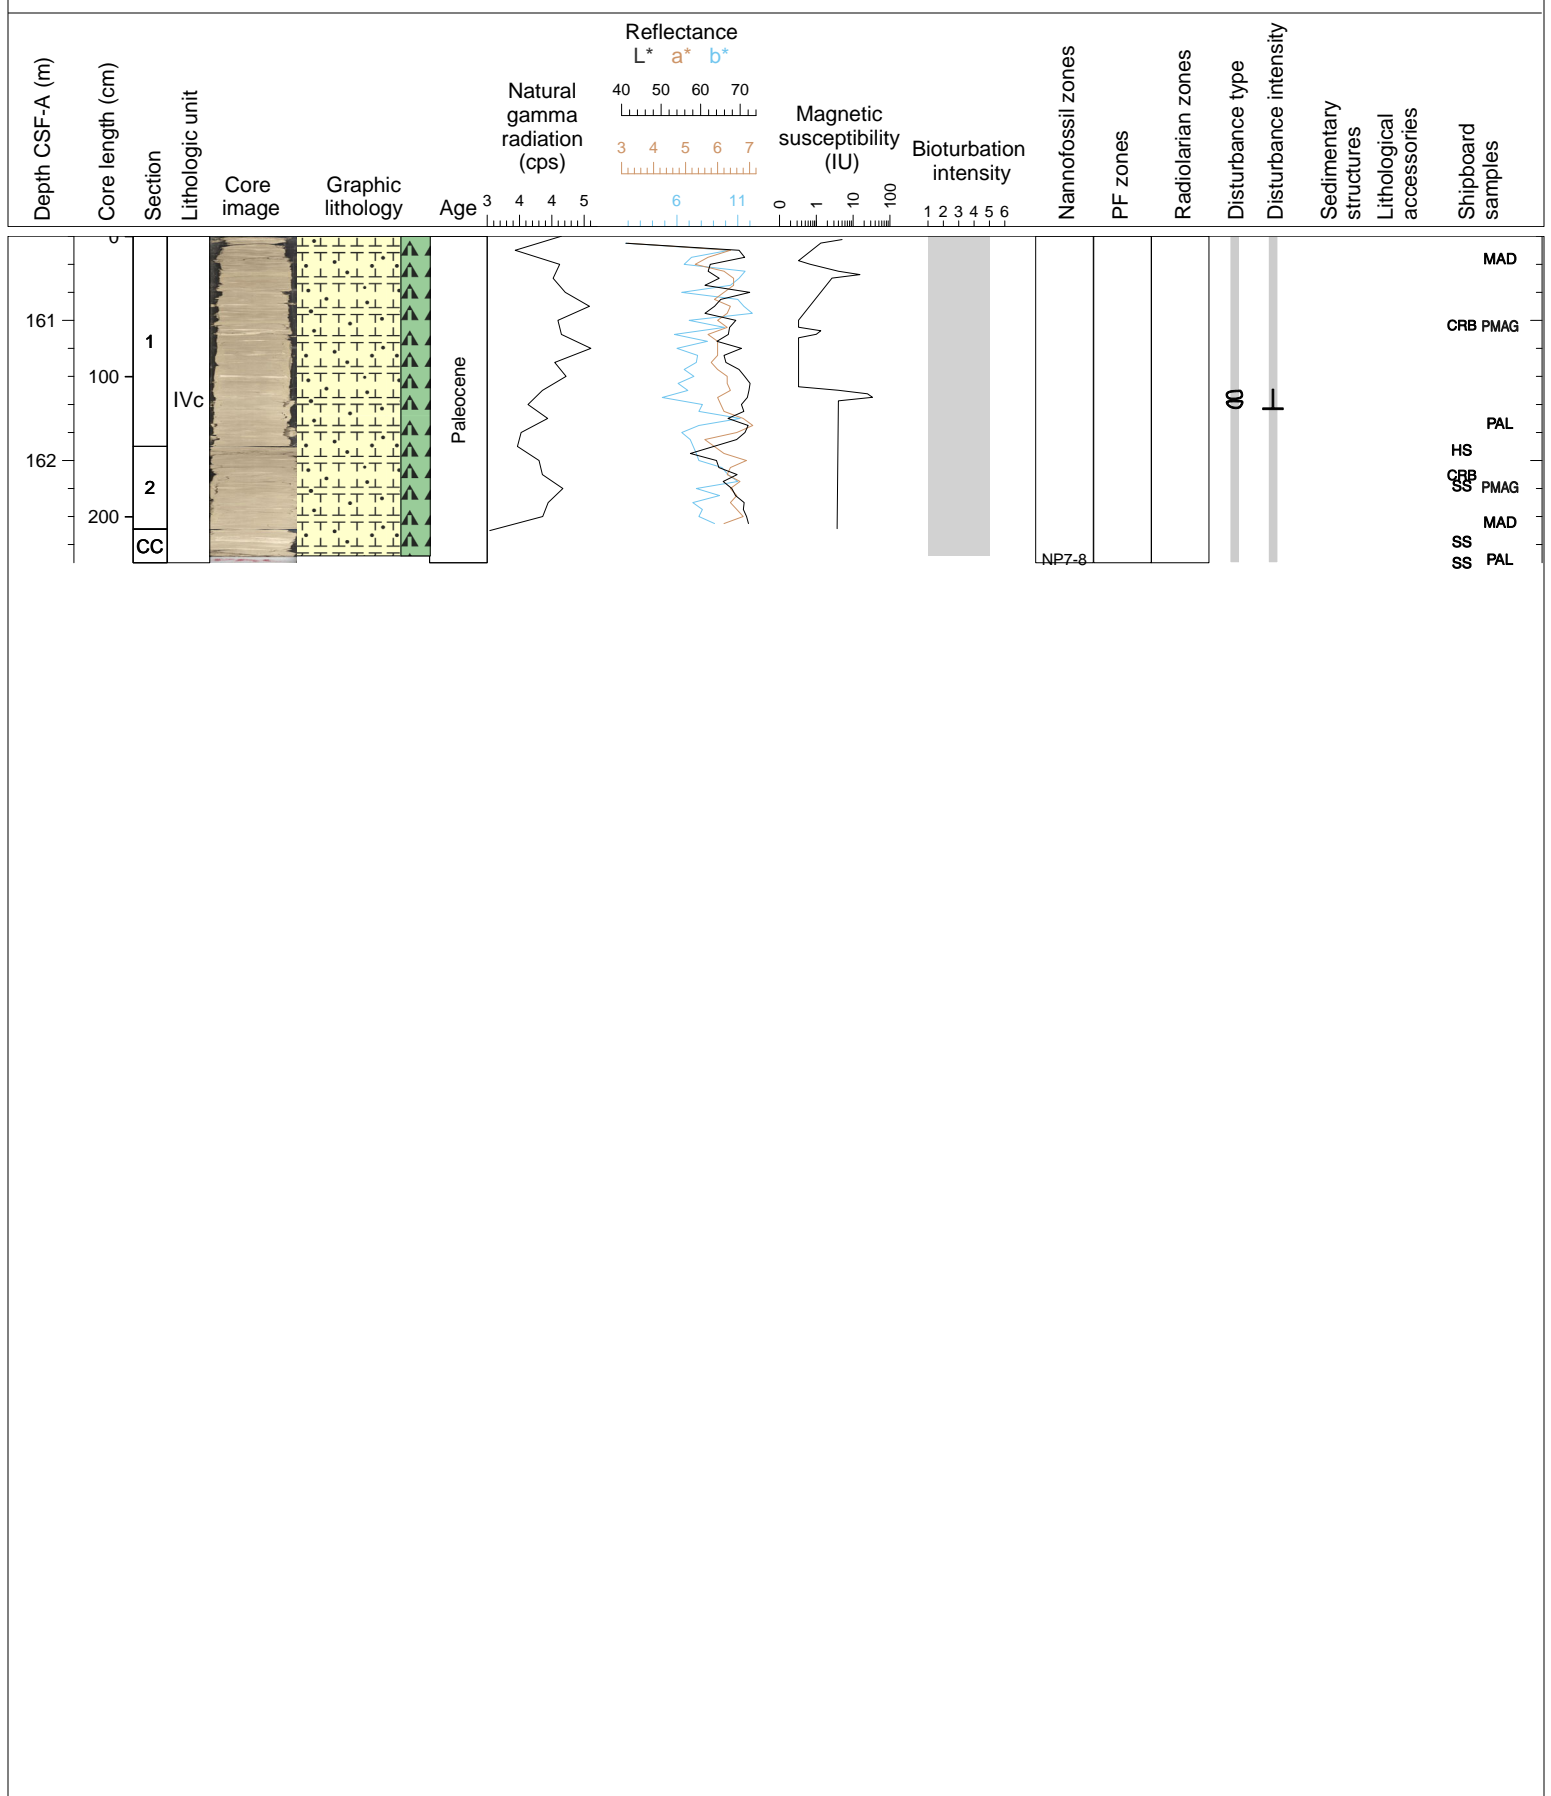 Depth CSF-A (m)
Core length (cm)
Section
Lithologic unit
Core
image
Graphic
lithology
Age
Natural
gamma
radiation
(cps)
3 4 4 5
Reflectance
L* a* b*
40 50 60 70
3 4 5 6 7
6 11
Magnetic
susceptibility
(IU)
0 1 10 100
Bioturbation
intensity
1 2 3 4 5 6
Nannofossil zones
PF zones
Radiolarian zones
Disturbance type
Disturbance intensity
Sedimentary
structures
Lithological
accessories
Shipboard
samples
0
MAD
161
CRB PMAG
1
100
IVc
Paleocene
PAL
HS
162
CRB
2
SS PMAG
200
MAD
SS
CC
NP7-8
SS PAL